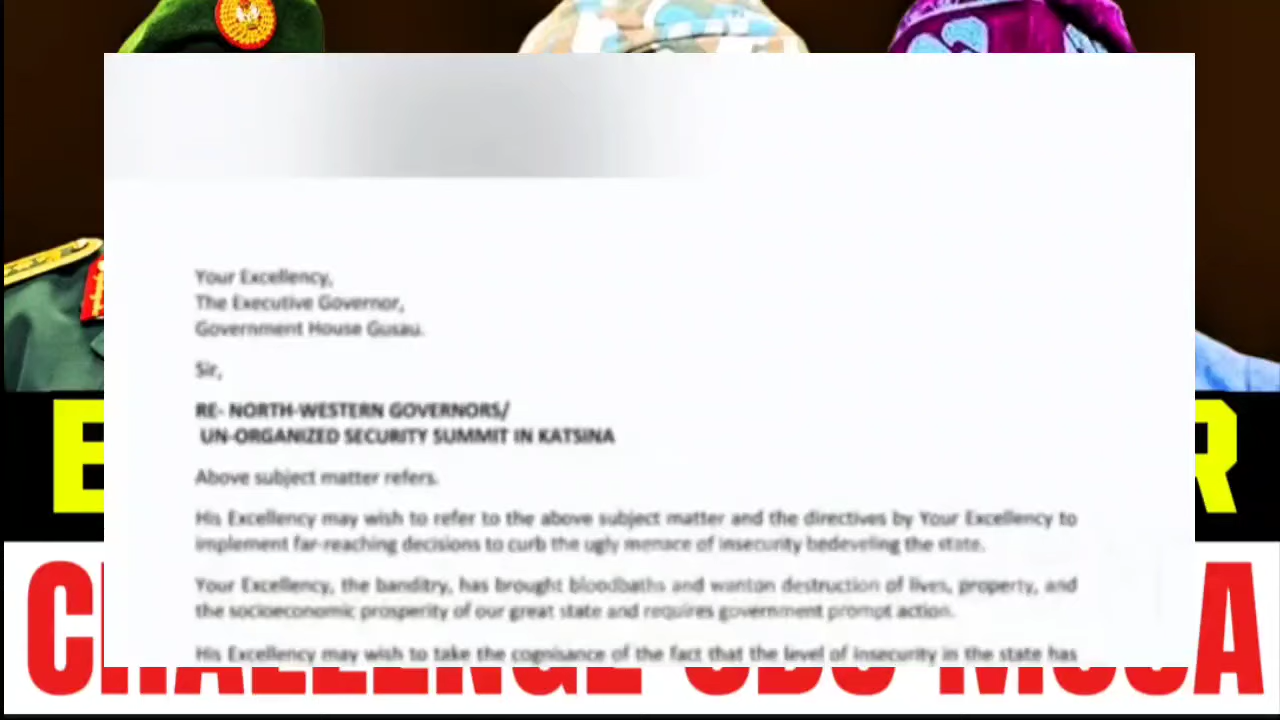 Your Excellency,
The Executive Governor,
Government House Gusau.
Sir,
RE- NORTH-WESTERN GOVERNORS/
UN-ORGANIZED SECURITY SUMMIT IN KATSINA
Above subject matter refers.
His Excellency may wish to refer to the above subject matter and the directives by Your Excellency to
implement far-reaching decisions to curb the ugly menace of insecurity bedeveling the state.
Your Excellency, the banditry, has brought bloodbaths and wanton destruction of lives, property, and
the socioeconomic prosperity of our great state and requires government prompt action.
His Excellency may wish to take the cognisance of the fact that the level of insecurity in the state has
CHALLENGE